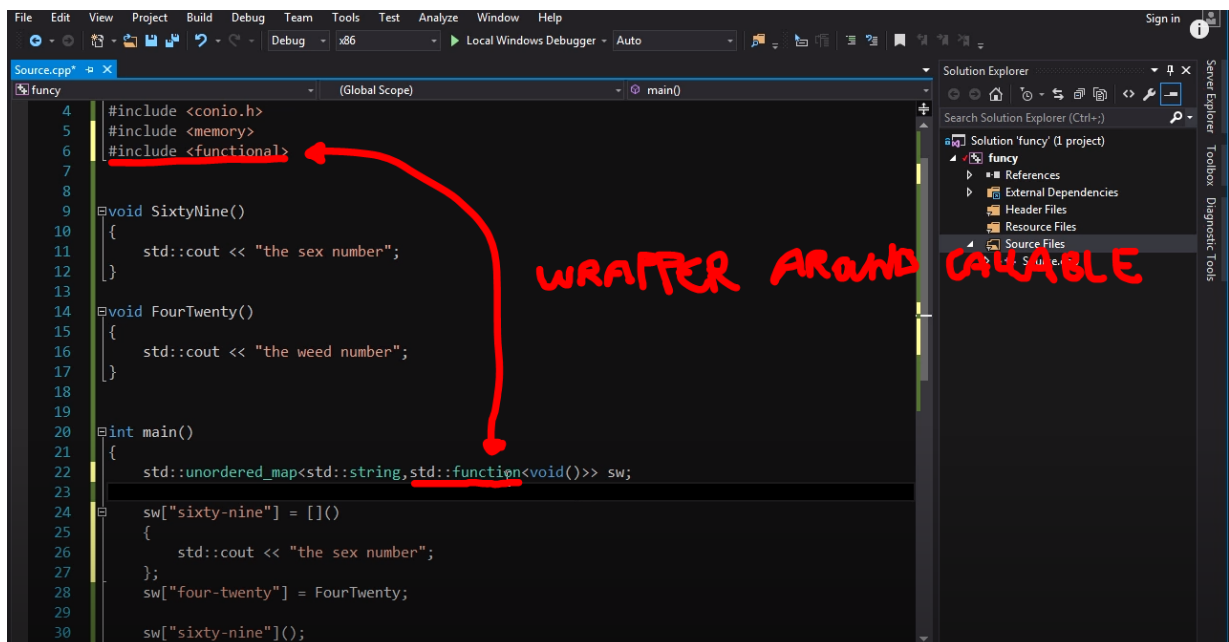 File Edit View Project Build Debug Team Tools Test Analyze Window Help Sign in
Debug x86 Local Windows Debugger Auto
Source.cpp*
funcy (Global Scope) main()
4 #include <conio.h>
5 #include <memory>
6 #include <functional>
7
8
9 void SixtyNine()
10 {
11 std::cout << "the sex number";
12 }
13
14 void FourTwenty()
15 {
16 std::cout << "the weed number";
17 }
18
19
20 int main()
21 {
22 std::unordered_map<std::string,std::function<void()>> sw;
23
24 sw["sixty-nine"] = []()
25 {
26 std::cout << "the sex number";
27 };
28 sw["four-twenty"] = FourTwenty;
29
30 sw["sixty-nine"]();
WRAPPER AROUND CALLABLE
Solution Explorer
Search Solution Explorer (Ctrl+;)
Solution 'funcy' (1 project)
funcy
References
External Dependencies
Header Files
Resource Files
Source Files
Server Explorer
Toolbox
Diagnostic Tools